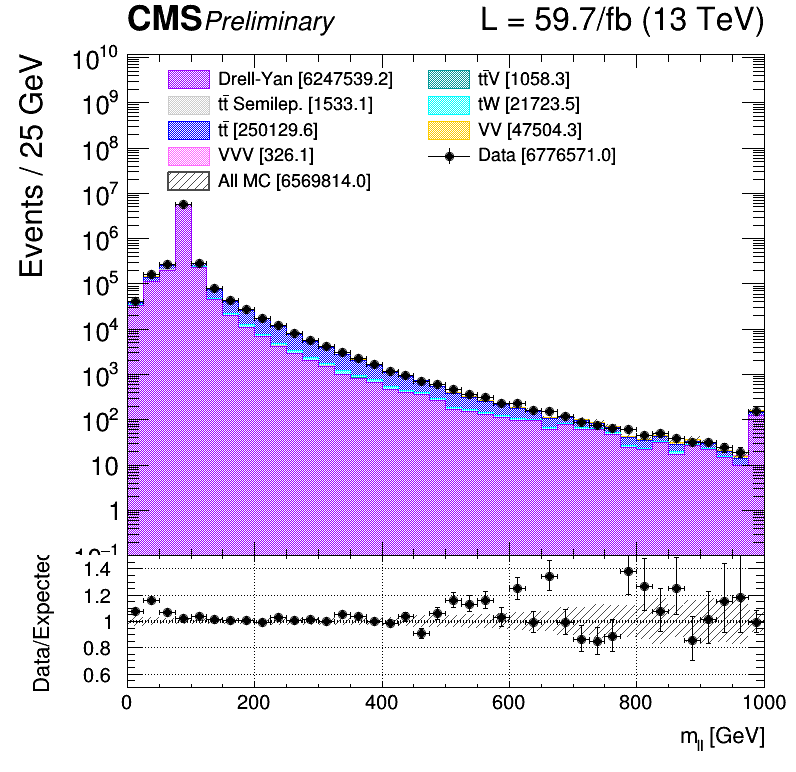 CMS Preliminary L = 59.7/fb (13 TeV)
Events / 25 GeV
10^10
10^9
10^8
10^7
10^6
10^5
10^4
10^3
10^2
10
1
10^−1
Drell-Yan [6247539.2]
tt̄ Semilep. [1533.1]
tt̄ [250129.6]
VVV [326.1]
All MC [6569814.0]
tt̄V [1058.3]
tW [21723.5]
VV [47504.3]
Data [6776571.0]
Data/Expected
1.4
1.2
1
0.8
0.6
0 200 400 600 800 1000
m_ll [GeV]